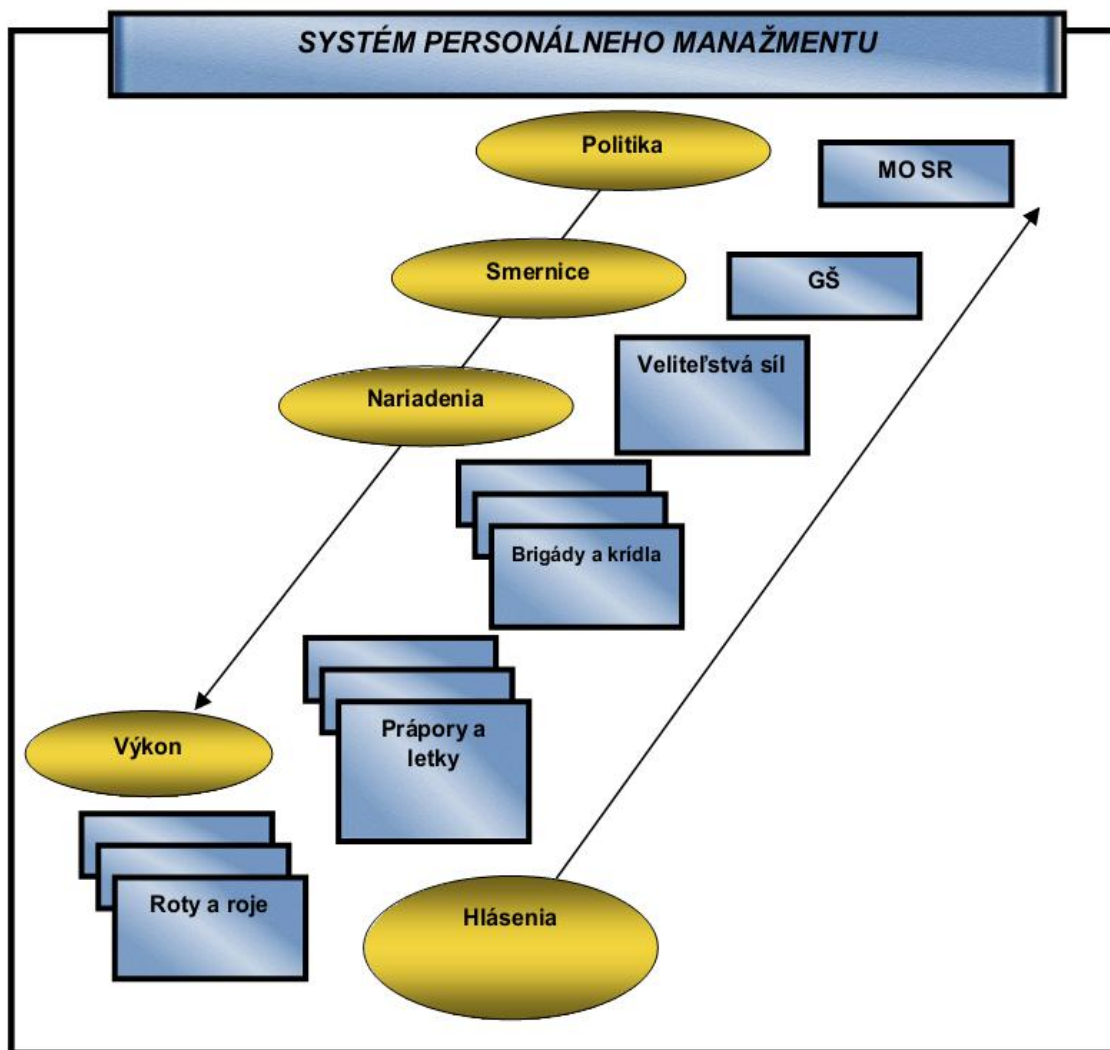 SYSTÉM PERSONÁLNEHO MANAŽMENTU
Politika
MO SR
Smernice
GŠ
Veliteľstvá síl
Nariadenia
Brigády a krídla
Prápory a
letky
Výkon
Roty a roje
Hlásenia